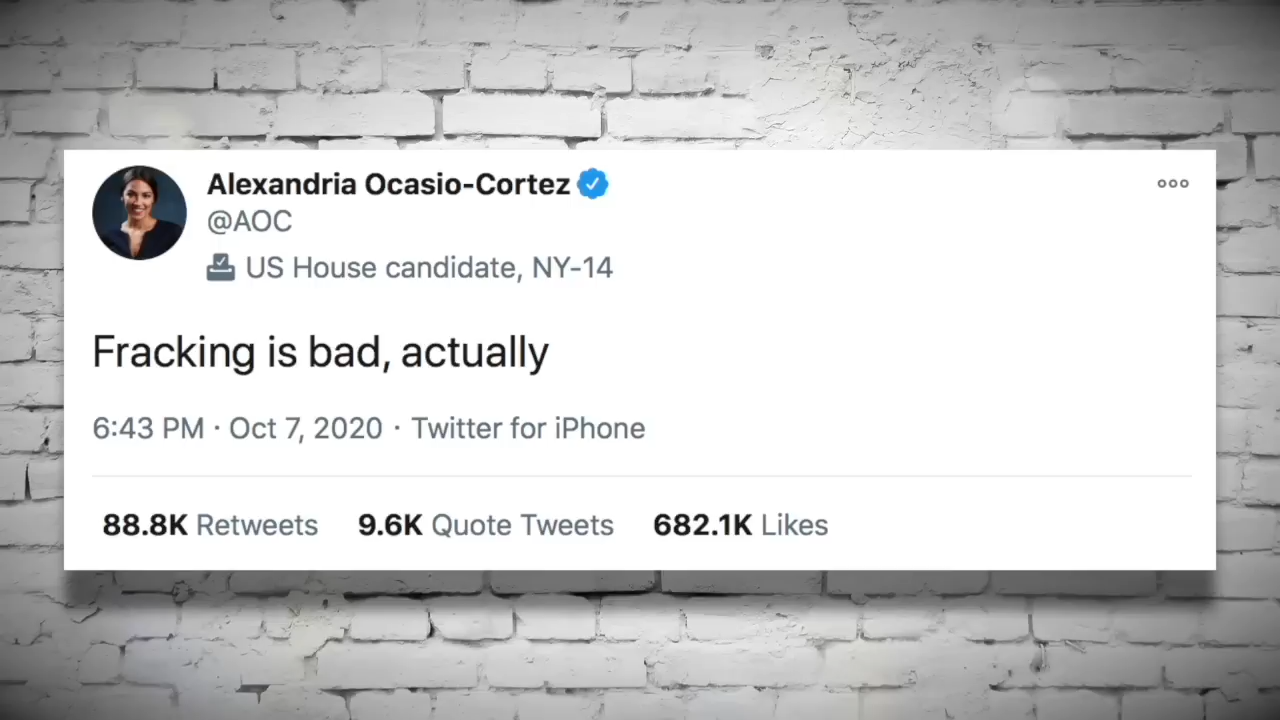 Alexandria Ocasio-Cortez
@AOC
US House candidate, NY-14
Fracking is bad, actually
6:43 PM · Oct 7, 2020 · Twitter for iPhone
88.8K Retweets 9.6K Quote Tweets 682.1K Likes